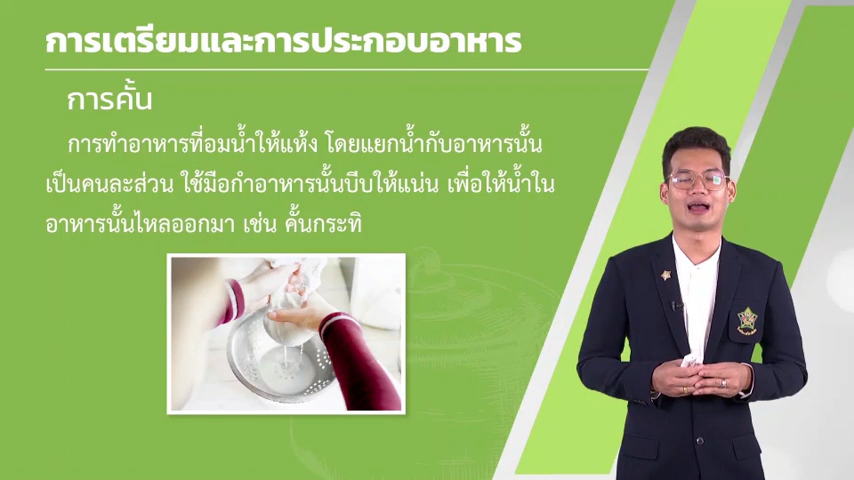 การเตรียมและการประกอบอาหาร
การคั้น
การทำอาหารที่อมน้ำให้แห้ง โดยแยกน้ำกับอาหารนั้น
เป็นคนละส่วน ใช้มือกำอาหารนั้นบีบให้แน่น เพื่อให้น้ำใน
อาหารนั้นไหลออกมา เช่น คั้นกระทิ